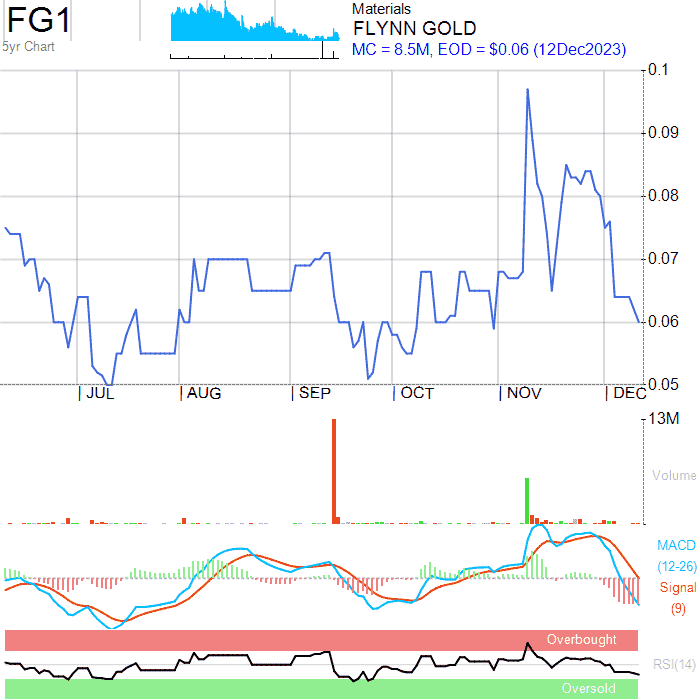 FG1
5yr Chart
Materials
FLYNN GOLD
MC = 8.5M, EOD = $0.06 (12Dec2023)
0.1
0.09
0.08
0.07
0.06
0.05
JUL AUG SEP OCT NOV DEC
13M
Volume
MACD
(12-26)
Signal
(9)
Overbought
RSI(14)
Oversold